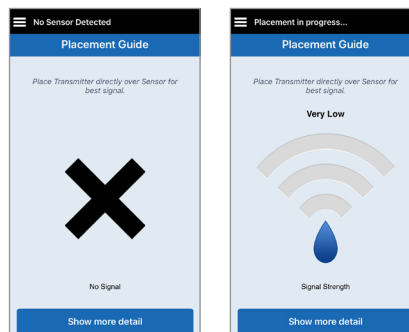 No Sensor Detected
Placement Guide
Place Transmitter directly over Sensor for
best signal.
No Signal
Show more detail
Placement in progress...
Placement Guide
Place Transmitter directly over Sensor for
best signal.
Very Low
Signal Strength
Show more detail